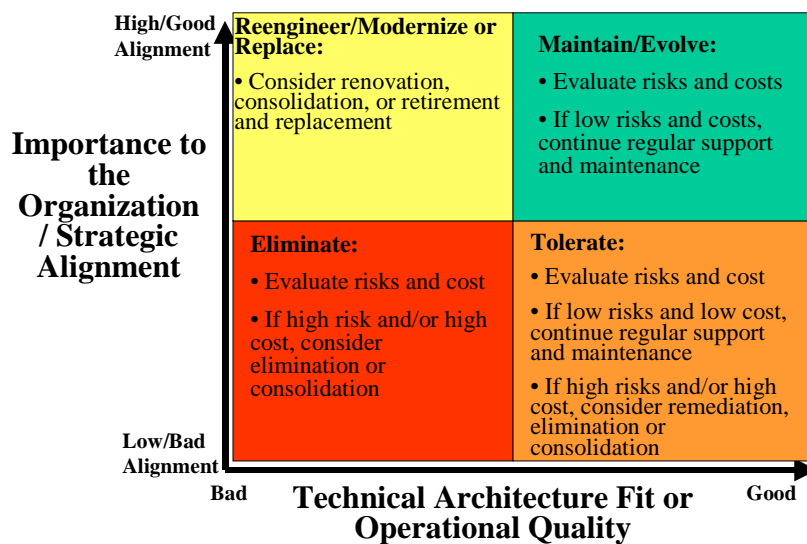 High/Good
Alignment
Reengineer/Modernize or
Replace:
• Consider renovation,
consolidation, or retirement
and replacement
Maintain/Evolve:
• Evaluate risks and costs
• If low risks and costs,
continue regular support
and maintenance
Importance to
the
Organization
/ Strategic
Alignment
Eliminate:
• Evaluate risks and cost
• If high risk and/or high
cost, consider
elimination or
consolidation
Tolerate:
• Evaluate risks and cost
• If low risks and low cost,
continue regular support
and maintenance
• If high risks and/or high
cost, consider remediation,
elimination or
consolidation
Low/Bad
Alignment
Bad
Technical Architecture Fit or
Operational Quality
Good